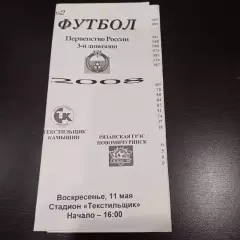 ФУТБОЛ
Первенство России
3-й дивизион
2008
ТЕКСТИЛЬЩИК
КАМЫШИН
РЯЗАНСКАЯ ГРЭС
НОВОМИЧУРИНСК
Воскресенье, 11 мая
Стадион «Текстильщик»
Начало – 16:00